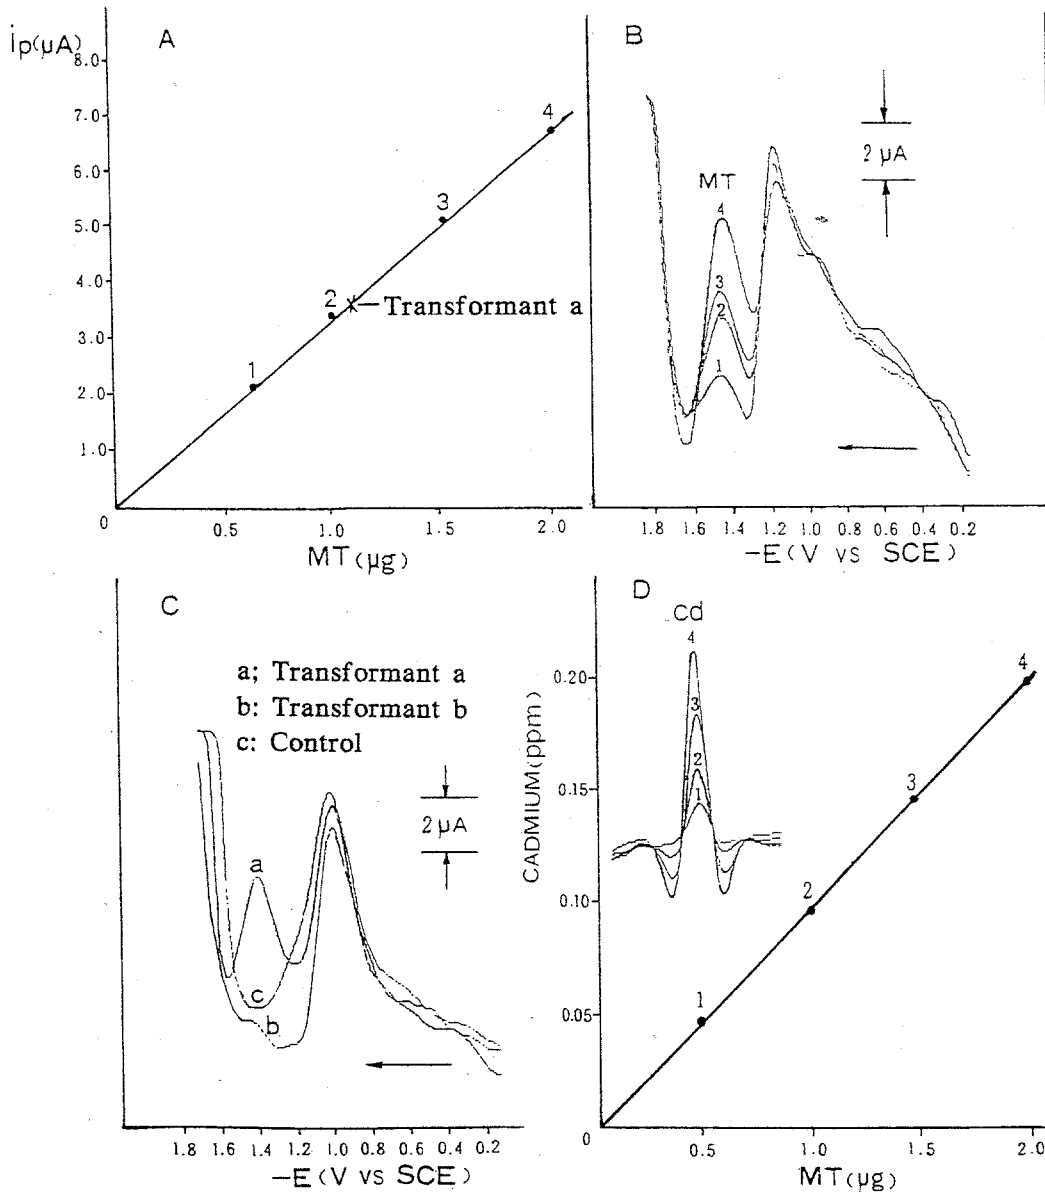 A
ip(µA)
8.0
7.0
6.0
5.0
4.0
3.0
2.0
1.0
0
0.5
1.0
1.5
2.0
MT(µg)
1
2
3
4
Transformant a
B
MT
4
3
2
1
2 µA
1.8 1.6 1.4 1.2 1.0 0.8 0.6 0.4 0.2
-E(V vs SCE)
C
a; Transformant a
b: Transformant b
c: Control
a
c
b
2 µA
1.8 1.6 1.4 1.2 1.0 0.8 0.6 0.4 0.2
-E(V vs SCE)
D
Cd
4
3
2
1
CADMIUM(ppm)
0.20
0.15
0.10
0.05
0
0.5
1.0
1.5
2.0
MT(µg)
1
2
3
4